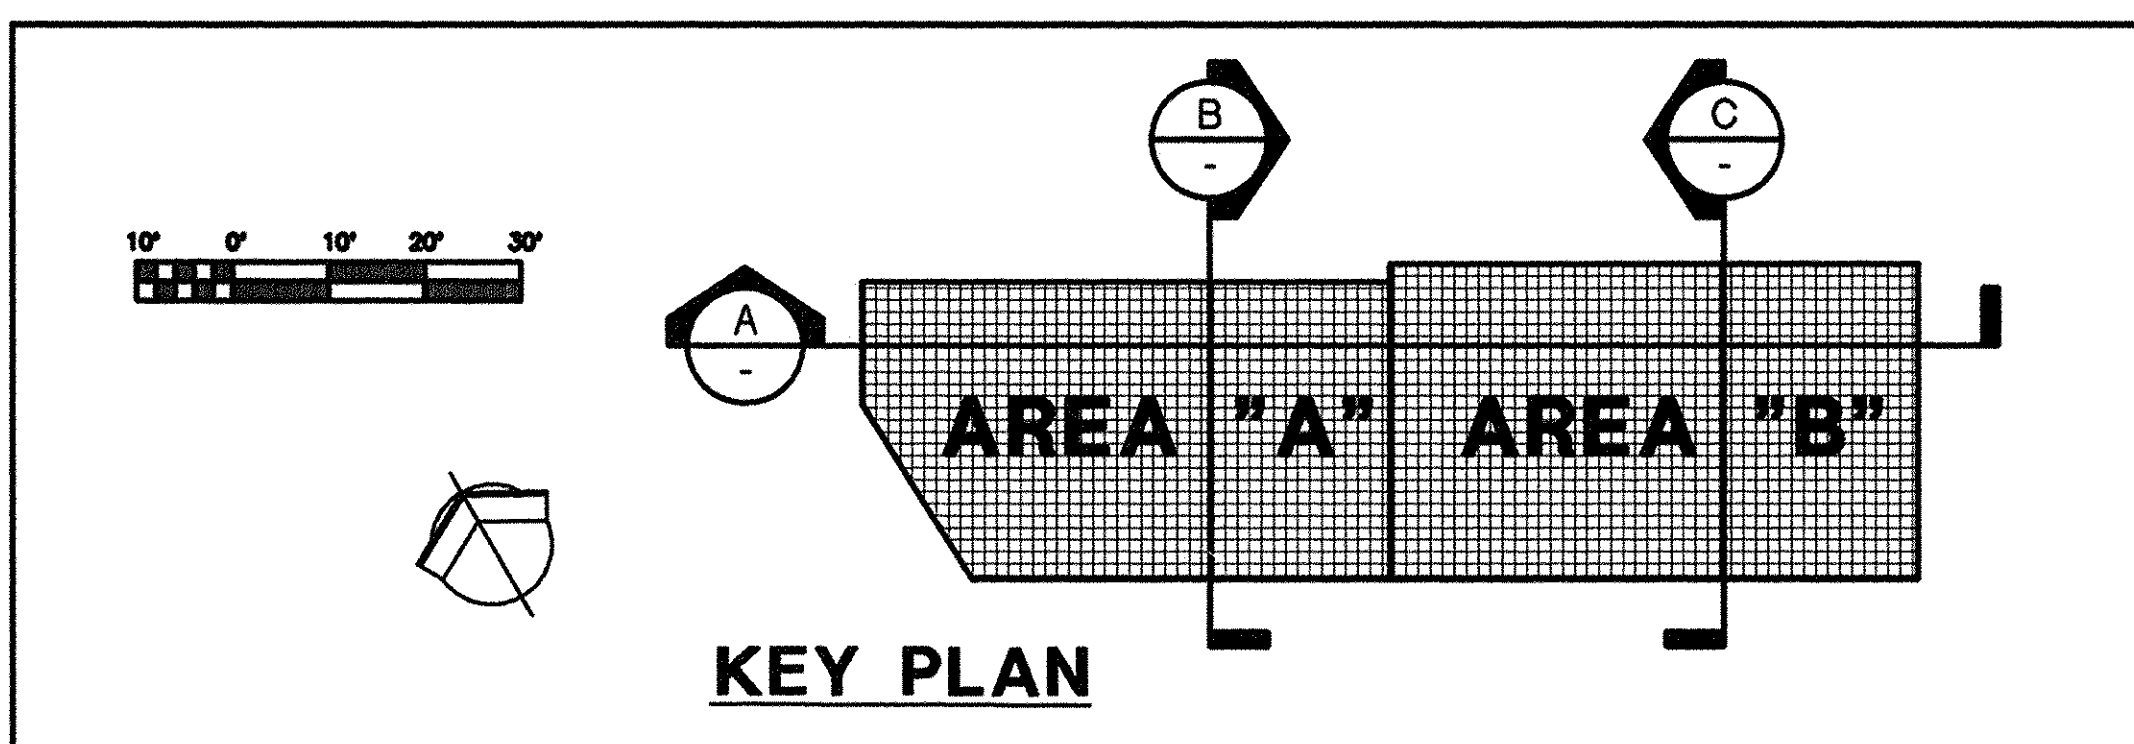 B
C
-
-
10' 0' 10' 20' 30'
A
-
AREA "A" AREA "B"
KEY PLAN